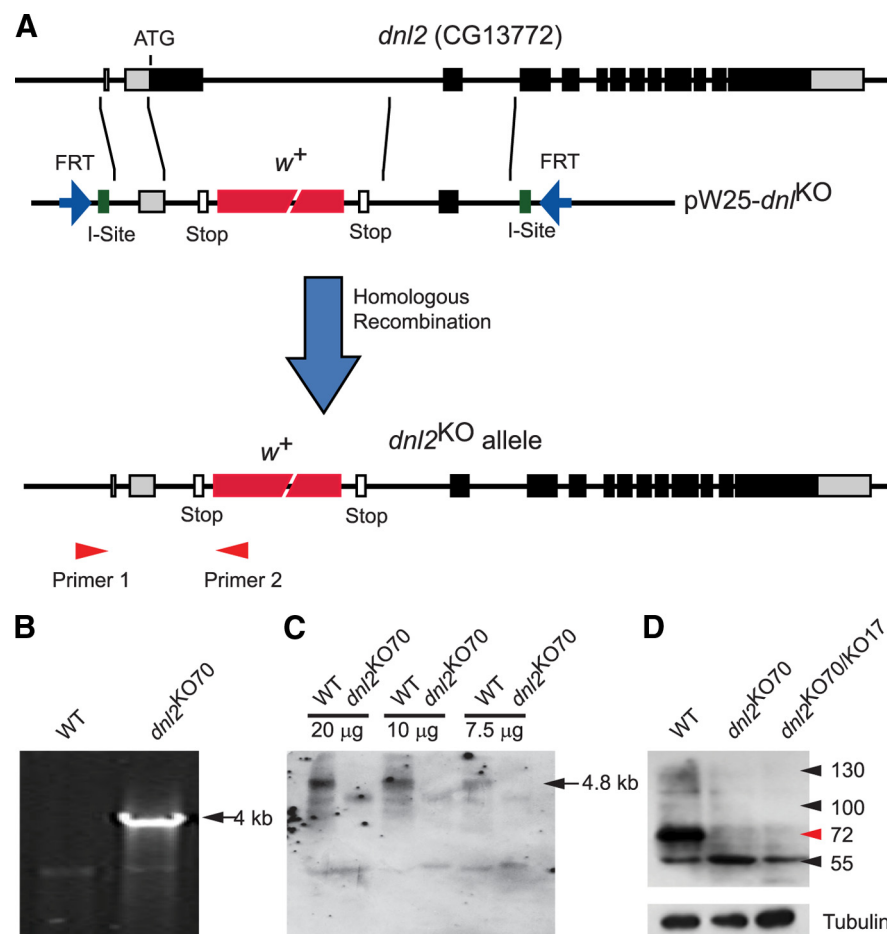 A
ATG
dnl2 (CG13772)
FRT
w+
FRT
pW25-dnlKO
I-Site
Stop
Stop
I-Site
Homologous
Recombination
dnl2KO allele
w+
Stop
Stop
Primer 1
Primer 2
B
WT
dnl2KO70
4 kb
C
WT
dnl2KO70
WT
dnl2KO70
WT
dnl2KO70
20 µg
10 µg
7.5 µg
4.8 kb
D
WT
dnl2KO70
dnl2KO70/KO17
130
100
72
55
Tubulin